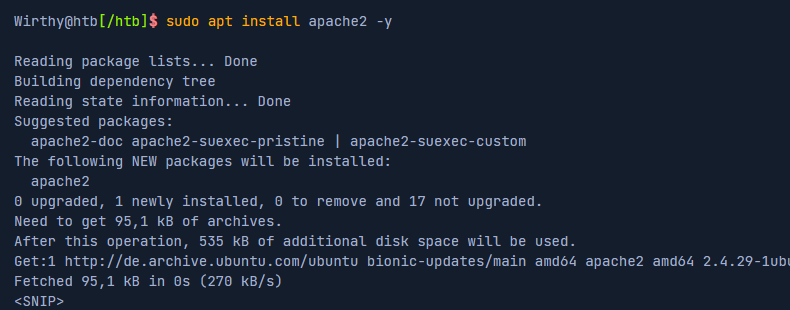 Wirthy@htb[/htb]$ sudo apt install apache2 -y
Reading package lists... Done
Building dependency tree
Reading state information... Done
Suggested packages:
  apache2-doc apache2-suexec-pristine | apache2-suexec-custom
The following NEW packages will be installed:
  apache2
0 upgraded, 1 newly installed, 0 to remove and 17 not upgraded.
Need to get 95,1 kB of archives.
After this operation, 535 kB of additional disk space will be used.
Get:1 http://de.archive.ubuntu.com/ubuntu bionic-updates/main amd64 apache2 amd64 2.4.29-1ubu
Fetched 95,1 kB in 0s (270 kB/s)
<SNIP>